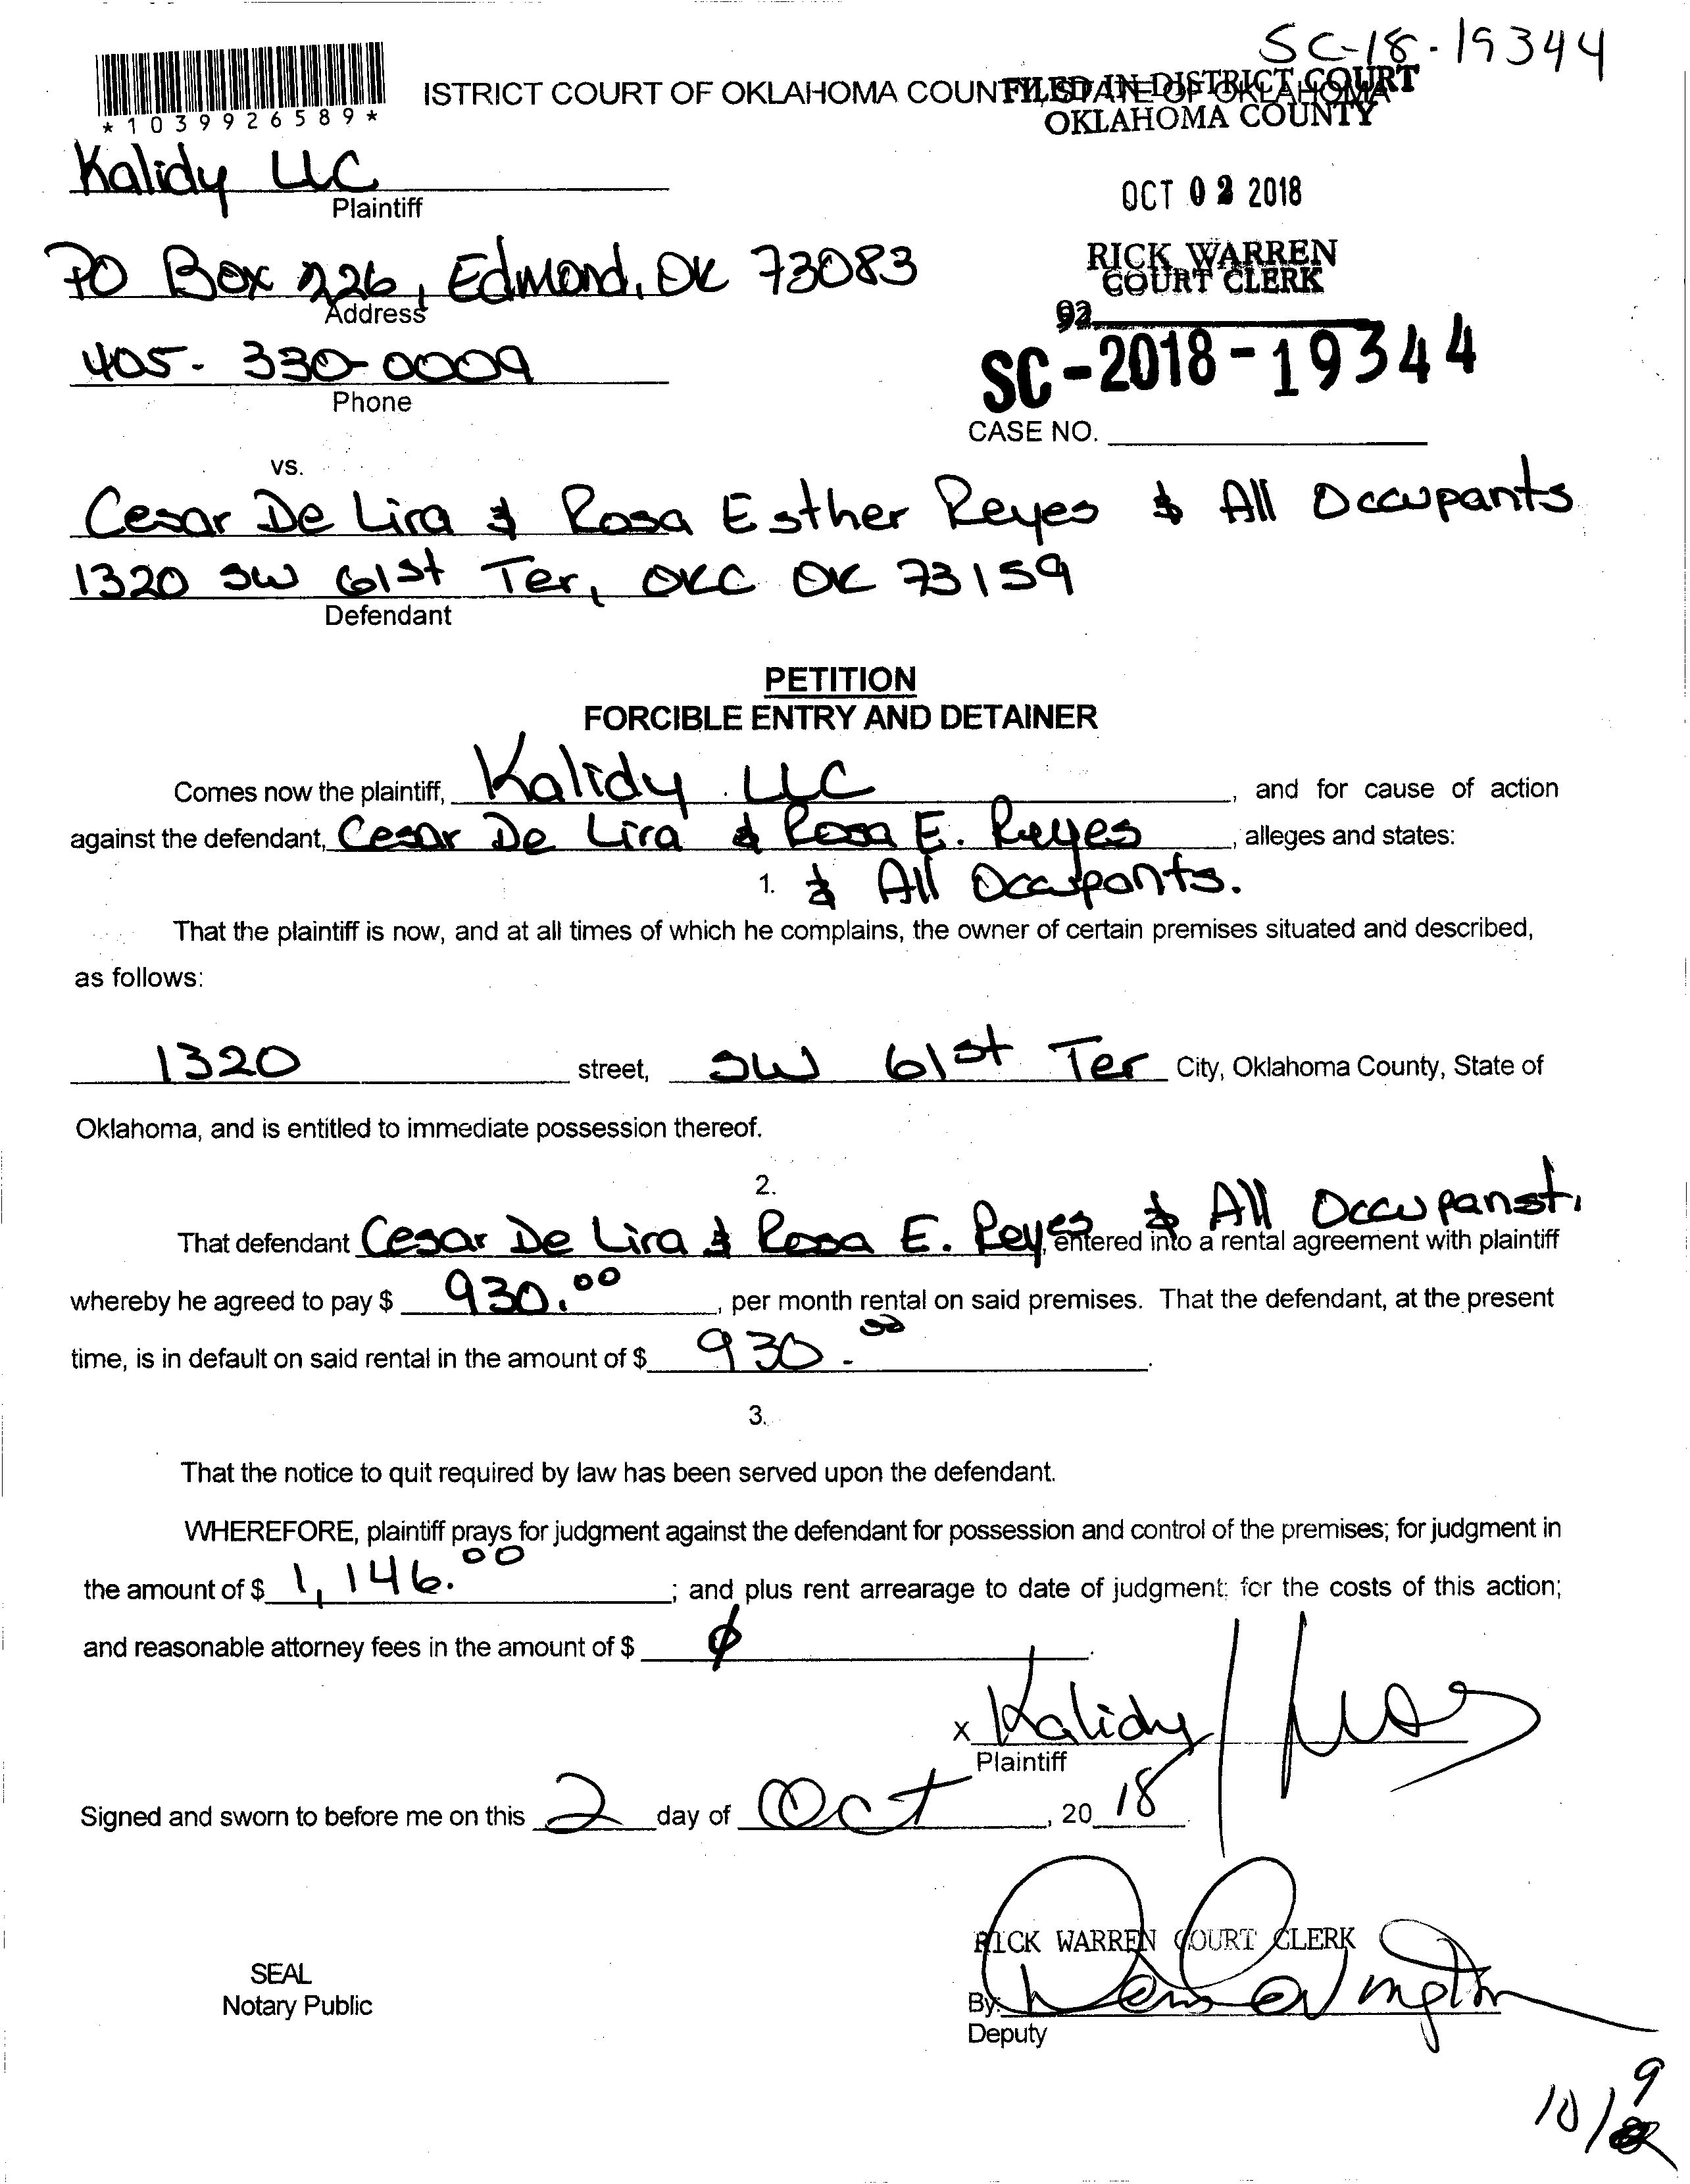 SC-18-19344
*1039926589*
ISTRICT COURT OF OKLAHOMA COUNTY, STATE OF OKLAHOMA
FILED IN DISTRICT COURT
OKLAHOMA COUNTY
Kalidy LLC
Plaintiff
OCT 02 2018
PO Box 226, Edmond, OK 73083
Address
RICK WARREN
COURT CLERK
92
405-330-0009
Phone
SC-2018-19344
CASE NO.
vs.
Cesar De Lira & Rosa Esther Reyes & All Occupants
1320 SW 61st Ter, OKC OK 73159
Defendant
PETITION
FORCIBLE ENTRY AND DETAINER
Comes now the plaintiff, Kalidy LLC, and for cause of action
against the defendant, Cesar De Lira & Rosa E. Reyes, alleges and states:
1. & All Occupants.
That the plaintiff is now, and at all times of which he complains, the owner of certain premises situated and described,
as follows:
1320 street, SW 61st Ter City, Oklahoma County, State of
Oklahoma, and is entitled to immediate possession thereof.
2.
That defendant Cesar De Lira & Rosa E. Reyes & All Occupanst, entered into a rental agreement with plaintiff
whereby he agreed to pay $ 930.00, per month rental on said premises. That the defendant, at the present
time, is in default on said rental in the amount of $ 930.00.
3.
That the notice to quit required by law has been served upon the defendant.
WHEREFORE, plaintiff prays for judgment against the defendant for possession and control of the premises; for judgment in
the amount of $ 1,146.00; and plus rent arrearage to date of judgment: for the costs of this action;
and reasonable attorney fees in the amount of $ ∅.
x Kalidy /
Plaintiff
Signed and sworn to before me on this 2 day of Oct, 2018
RICK WARREN COURT CLERK
SEAL
Notary Public
By:
Deputy
10/9